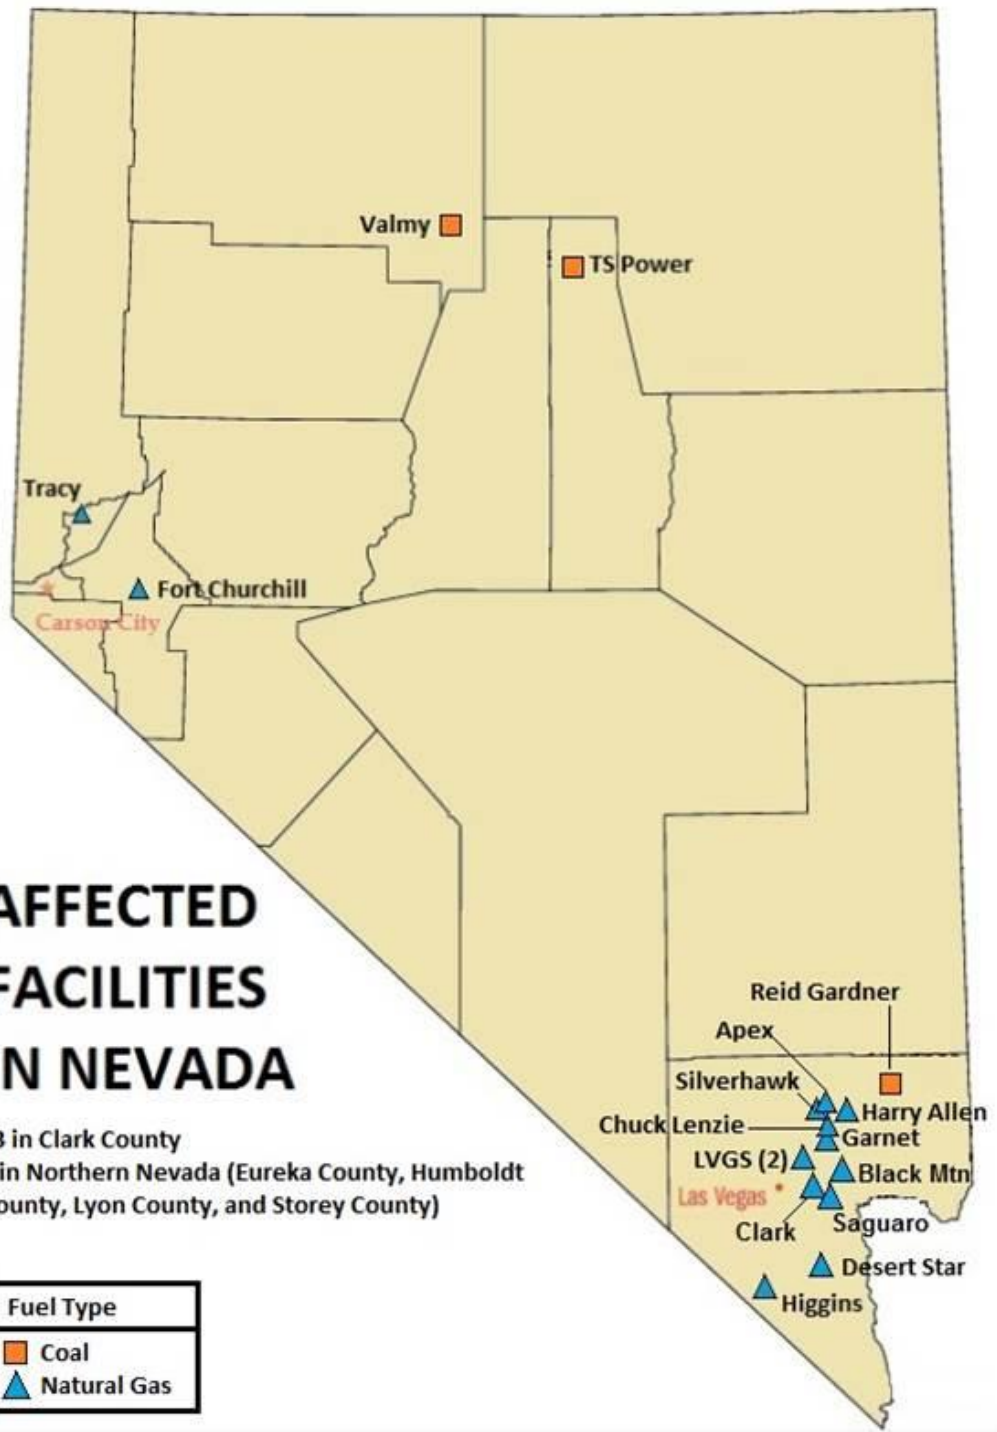 Valmy
TS Power
Tracy
Fort Churchill
Carson City
AFFECTED
FACILITIES
IN NEVADA
3 in Clark County
in Northern Nevada (Eureka County, Humboldt
ounty, Lyon County, and Storey County)
Reid Gardner
Apex
Silverhawk
Harry Allen
Chuck Lenzie
Garnet
LVGS (2)
Black Mtn
Las Vegas
Saguaro
Clark
Desert Star
Higgins
Fuel Type
Coal
Natural Gas